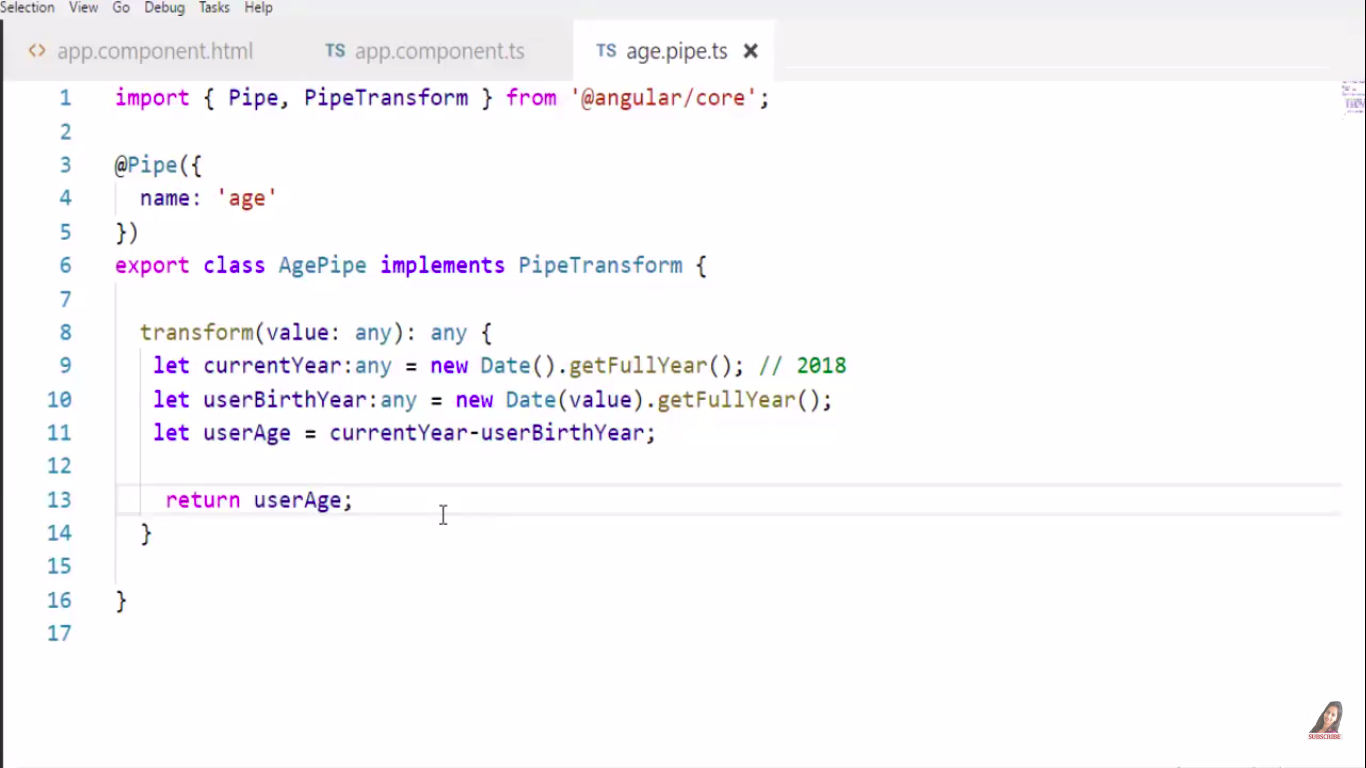 Selection View Go Debug Tasks Help
<> app.component.html TS app.component.ts TS age.pipe.ts ×
1 import { Pipe, PipeTransform } from '@angular/core';
2
3 @Pipe({
4 name: 'age'
5 })
6 export class AgePipe implements PipeTransform {
7
8 transform(value: any): any {
9 let currentYear:any = new Date().getFullYear(); // 2018
10 let userBirthYear:any = new Date(value).getFullYear();
11 let userAge = currentYear-userBirthYear;
12
13 return userAge;
14 }
15
16 }
17
SUBSCRIBE